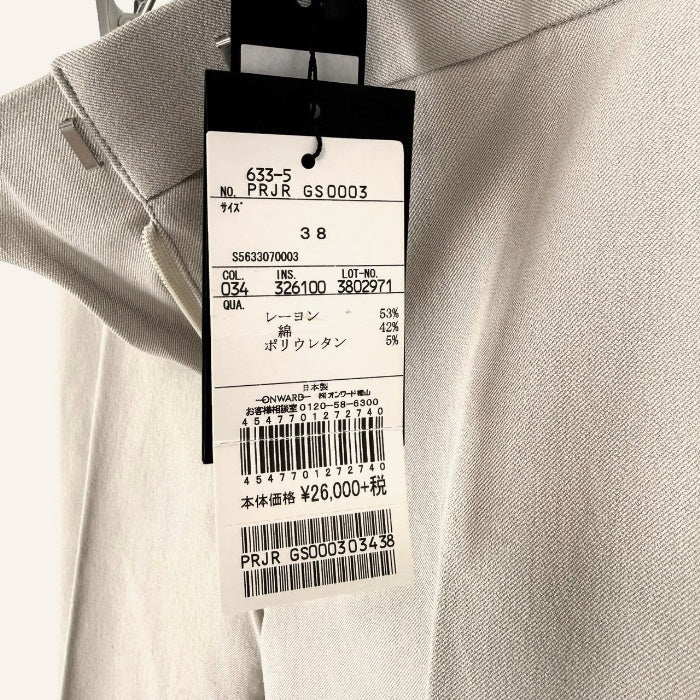 633-5
NO. PRJR GS0003
サイズ
38
S5633070003
COL. INS. LOT-NO.
034 326100 3802971
QUA.
レーヨン 53%
綿 42%
ポリウレタン 5%
日本製
ONWARD ㈱オンワード樫山
お客様相談室 0120-58-6300
4547701272740
4547701272740
本体価格 ¥26,000+税
PRJR GS000303438